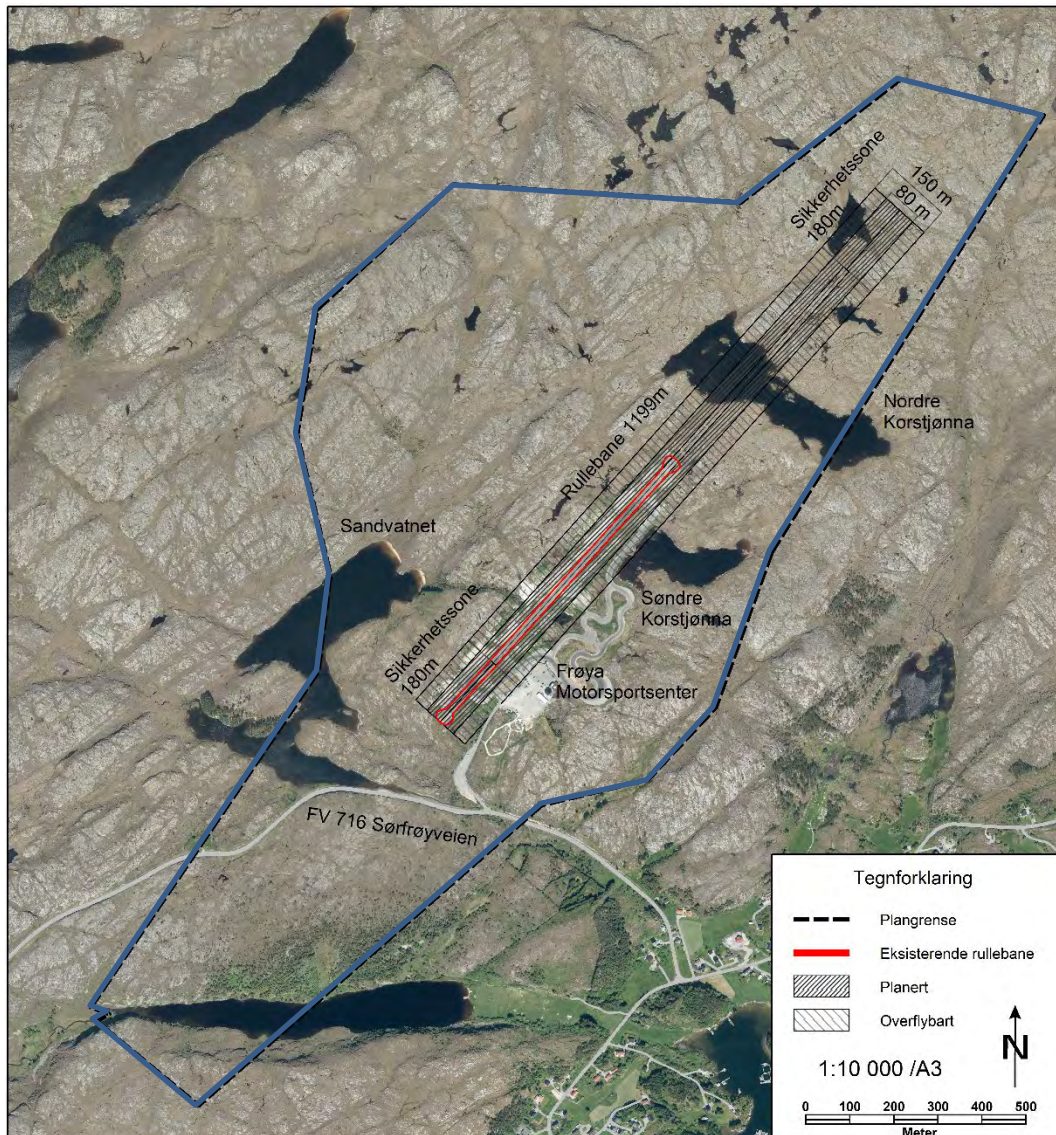 150 m
80 m
Sikkerhetssone
180m
Nordre
Korstjønna
Rullebane 1199m
Sandvatnet
Søndre
Korstjønna
Sikkerhetssone
180m
Frøya
Motorsportsenter
FV 716 Sørfrøyveien
Tegnforklaring
Plangrense
Eksisterende rullebane
Planert
Overflybart
N
1:10 000 /A3
0 100 200 300 400 500
Meter